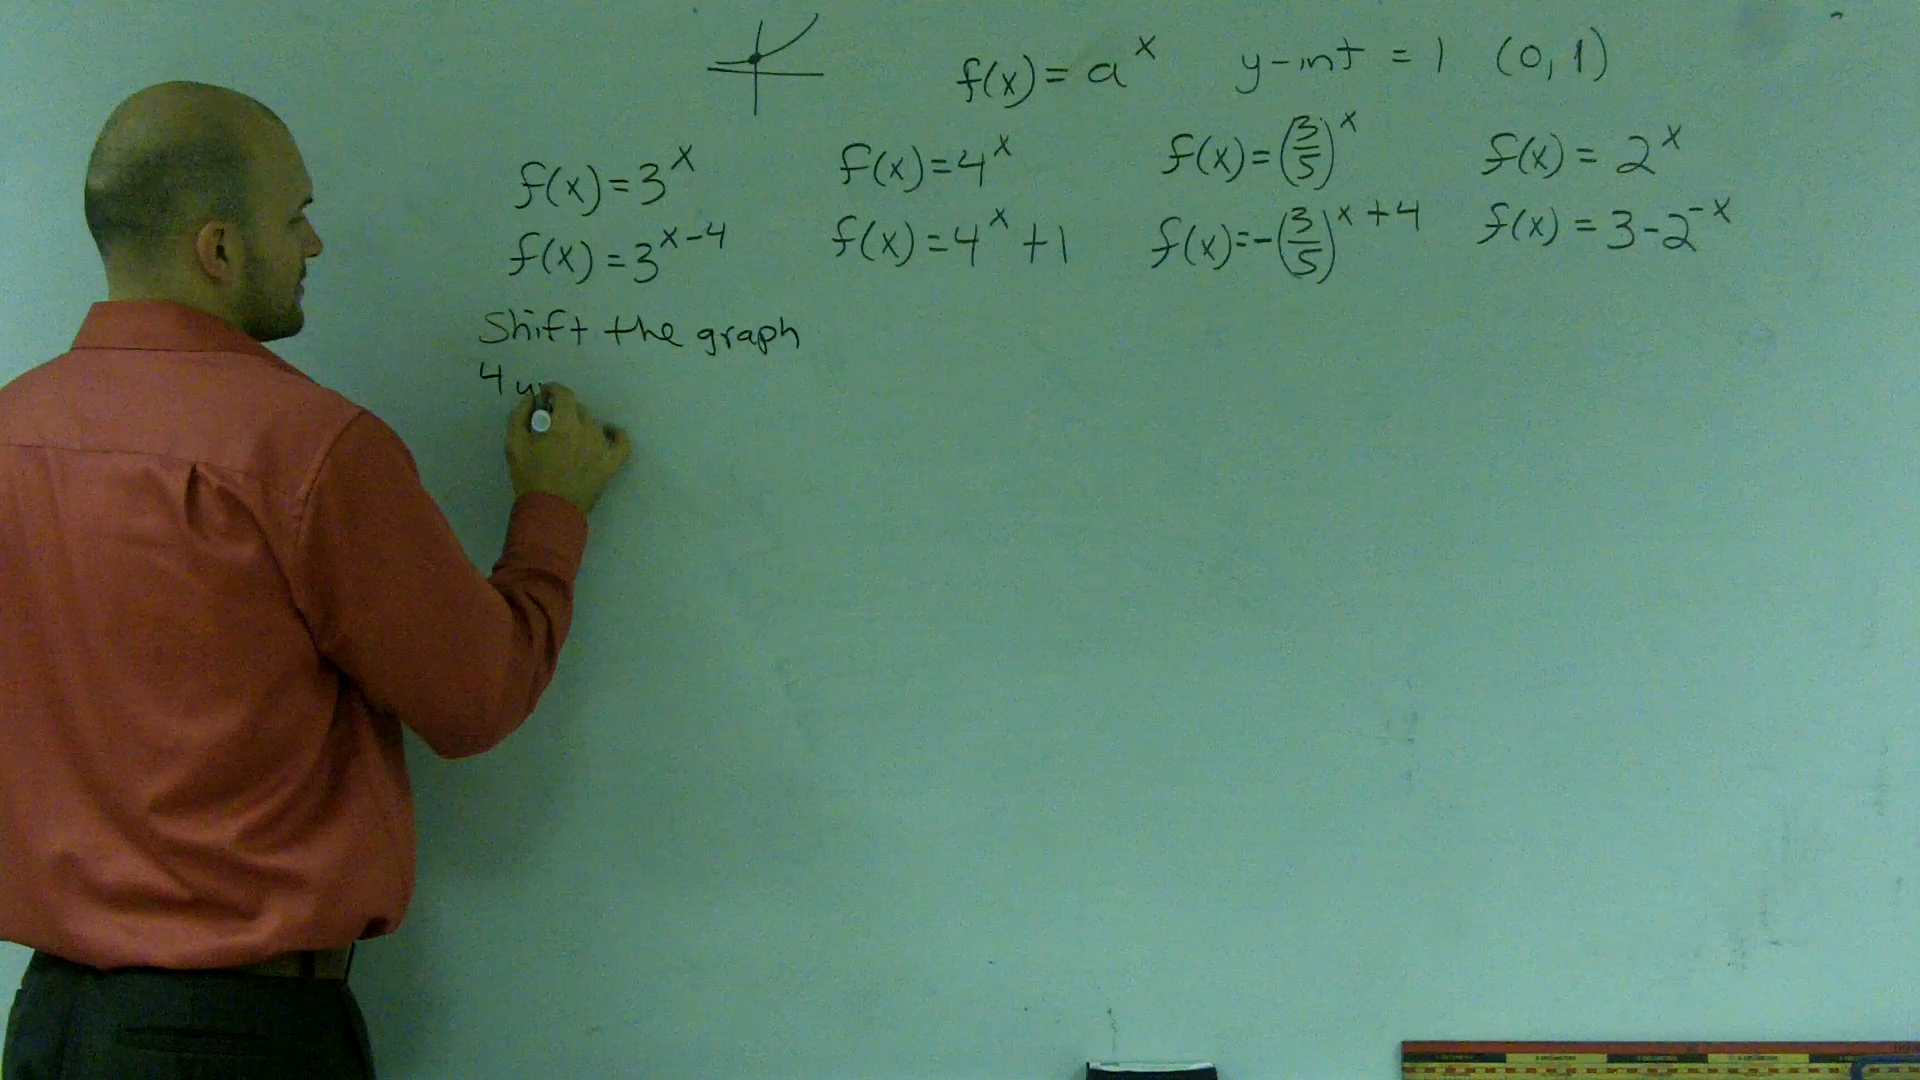 f(x) = a^x y-int = 1 (0, 1)
f(x) = 3^x f(x) = 4^x f(x) = (3/5)^x f(x) = 2^x
f(x) = 3^(x-4) f(x) = 4^x + 1 f(x) = -(3/5)^(x+4) f(x) = 3 - 2^(-x)
Shift the graph
4